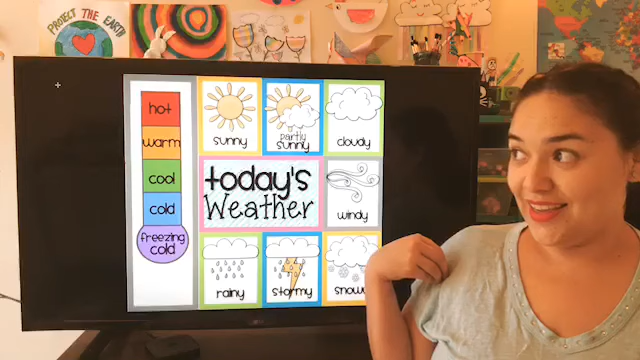 PROTECT THE EARTH
hot
warm
cool
cold
freezing
cold
sunny
partly
sunny
cloudy
today's
Weather
windy
rainy
stormy
snowy